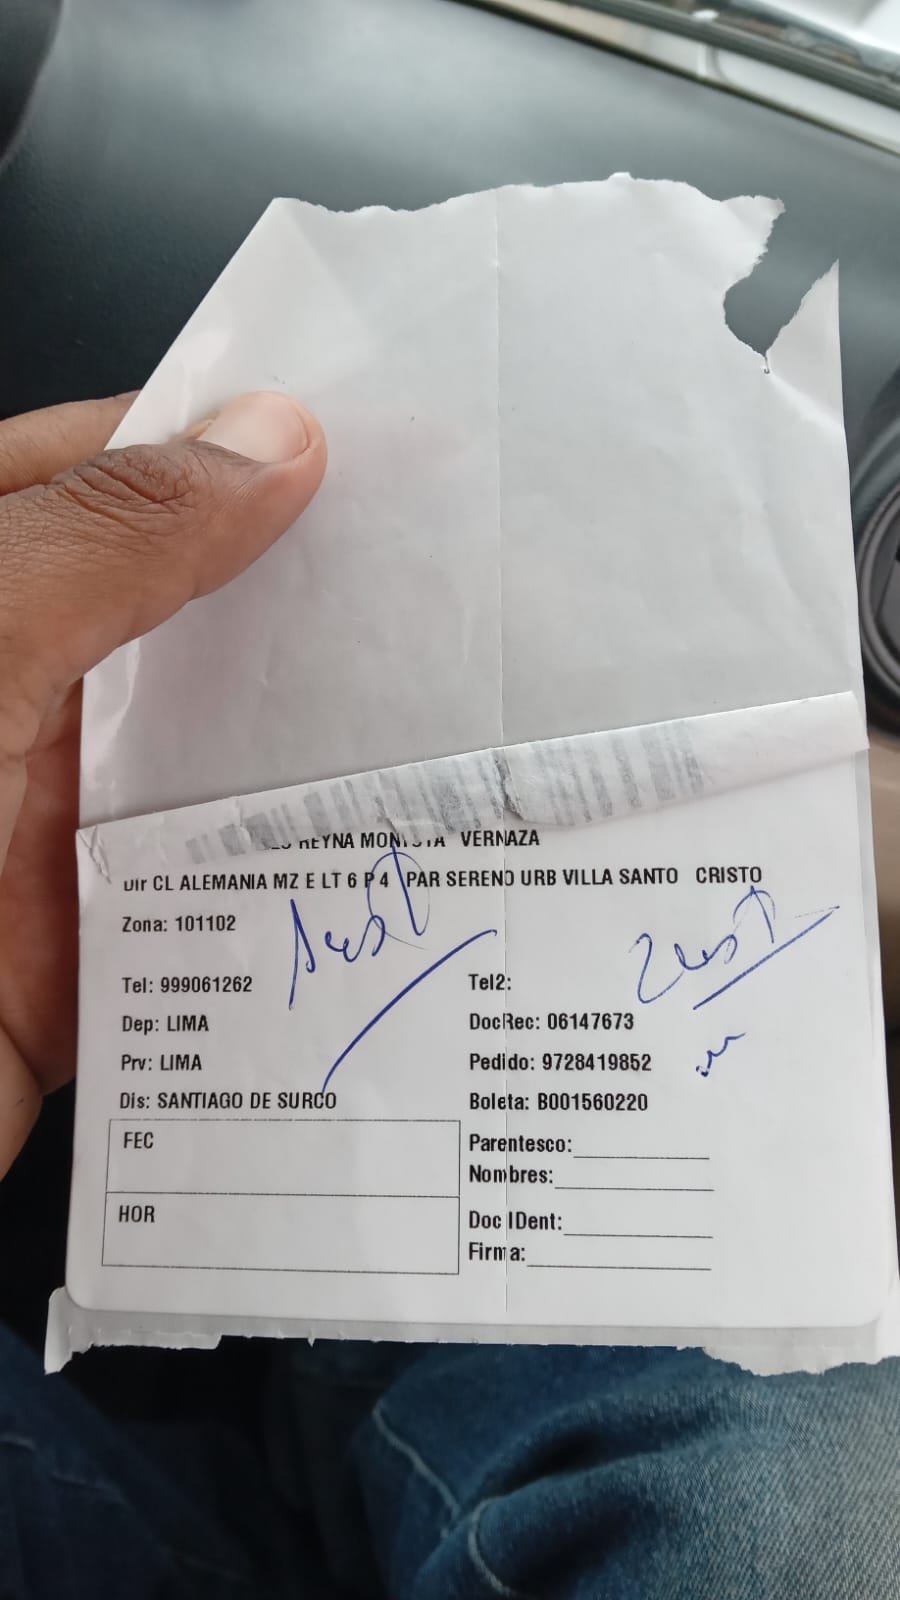 REYNA VERNAZA
Dir CL ALEMANIA MZ E LT 6 P 4 PAR SERENO URB VILLA SANTO CRISTO
Zona: 101102
Tel: 999061262 Tel2:
Dep: LIMA DocRec: 06147673
Prv: LIMA Pedido: 9728419852
Dis: SANTIAGO DE SURCO Boleta: B001560220
FEC
Parentesco:
Nombres:
HOR
Doc IDent:
Firma: